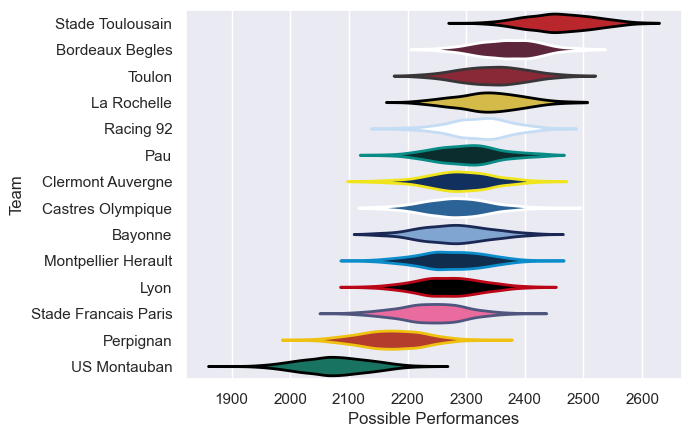 Stade Toulousain
Bordeaux Begles
Toulon
La Rochelle
Racing 92
Pau
Clermont Auvergne
Castres Olympique
Bayonne
Montpellier Herault
Lyon
Stade Francais Paris
Perpignan
US Montauban
Team
1900 2000 2100 2200 2300 2400 2500 2600
Possible Performances